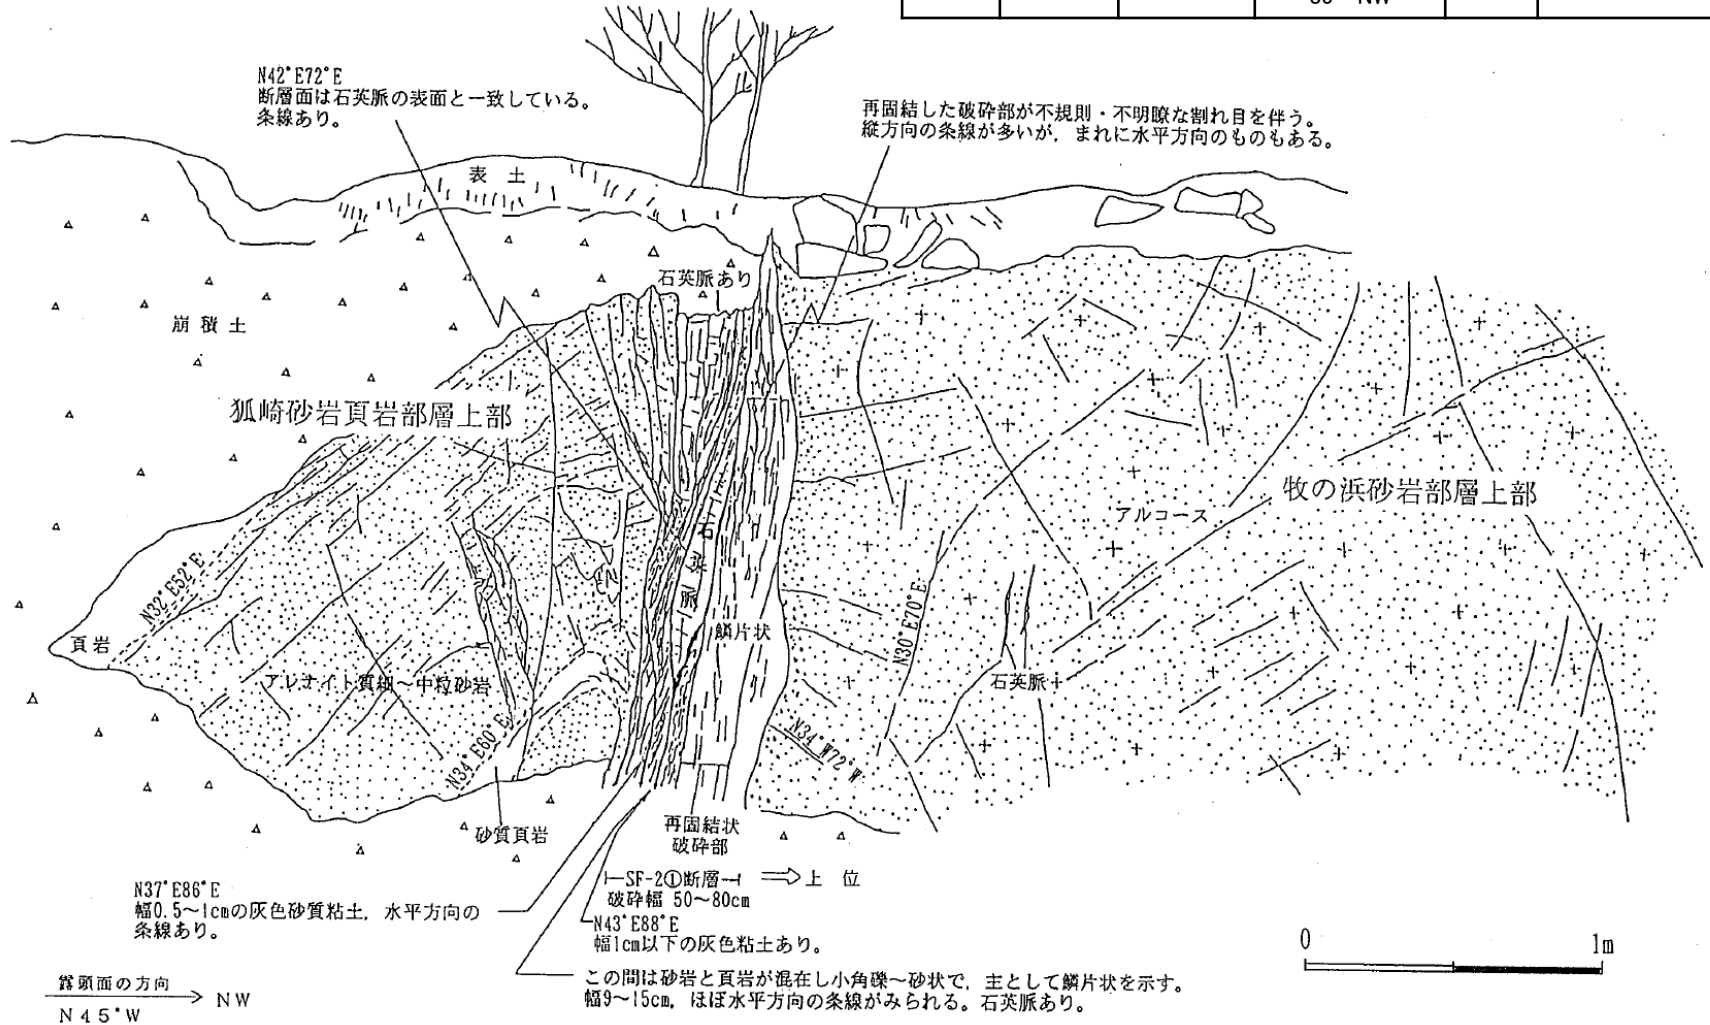 NW
N42°E72°E
断層面は石英脈の表面と一致している。
条線あり。
再固結した破砕部が不規則・不明瞭な割れ目を伴う。
縦方向の条線が多いが、まれに水平方向のものもある。
表 土
石英脈あり
崩積土
狐崎砂岩頁岩部層上部
牧の浜砂岩部層上部
アルコース
石英脈
N32°E52°E
頁岩
鱗片状
N30°E70°E
石英脈
アレナイト質細~中粒砂岩
N34°E60°E
N34°W72°W
砂質頁岩
再固結状
破砕部
SF-2①断層
上 位
破砕幅 50~80cm
N37°E86°E
幅0.5~1cmの灰色砂質粘土, 水平方向の
条線あり。
N43°E88°E
幅1cm以下の灰色粘土あり。
この間は砂岩と頁岩が混在し小角礫~砂状で, 主として鱗片状を示す。
幅9~15cm, ほぼ水平方向の条線がみられる。石英脈あり。
0 1m
露頭面の方向
NW
N45°W